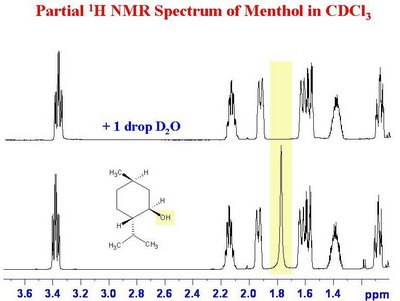 Partial ¹H NMR Spectrum of Menthol in CDCl₃
+ 1 drop D₂O
H₃C
H
H
OH
H
H₃C
CH₃
3.6 3.4 3.2 3.0 2.8 2.6 2.4 2.2 2.0 1.8 1.6 1.4 ppm